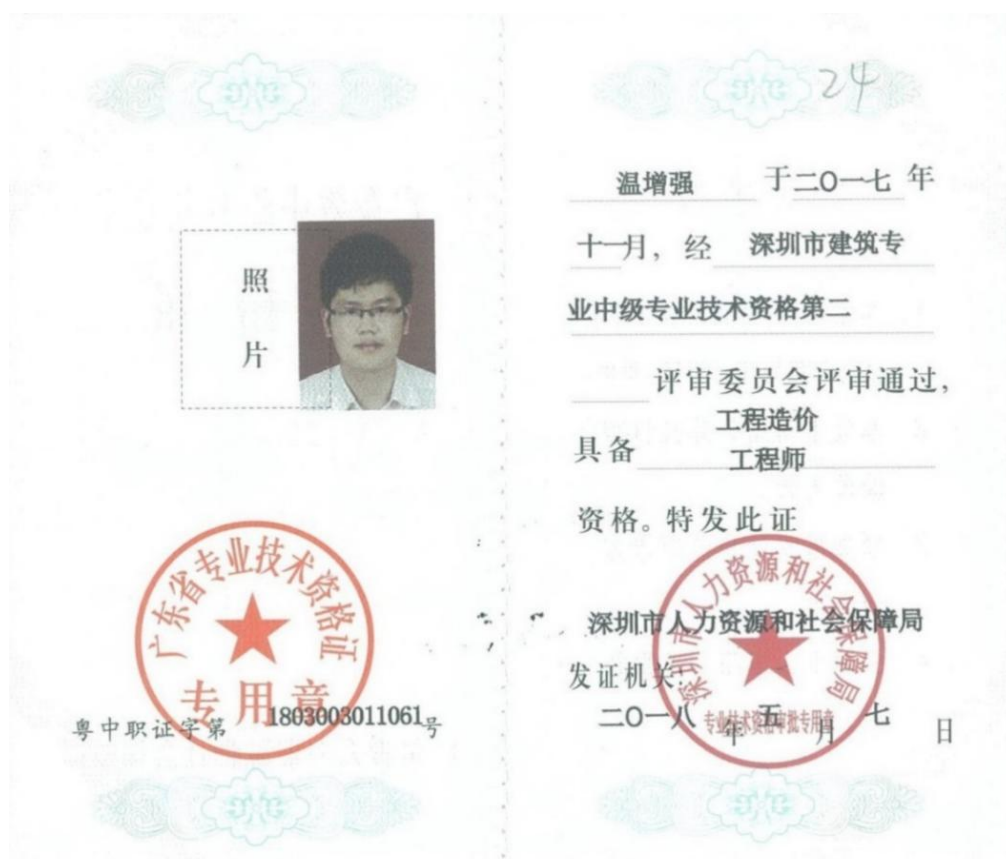 照
片
广东省专业技术资格证
专用章
粤中职证字第1803003011061号
24
温增强 于二〇一七 年
十一月，经 深圳市建筑专
业中级专业技术资格第二
评审委员会评审通过，
工程造价
具备
工程师
资格。特发此证
深圳市人力资源和社会保障局
深圳市人力资源和社会保障局
发证机关：
专业技术资格审批专用章
二〇一八 年 五 月 七 日